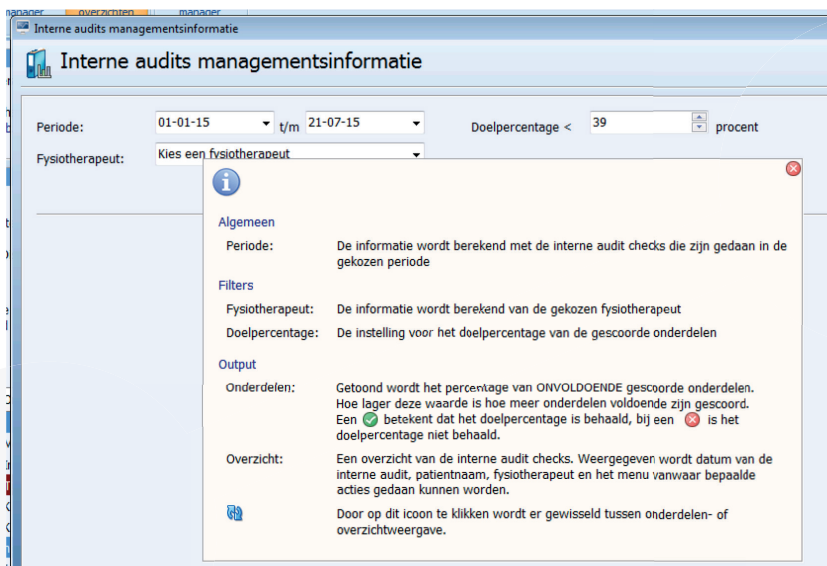 manager overzichten manager
Interne audits managementsinformatie
Interne audits managementsinformatie
Periode: 01-01-15 t/m 21-07-15 Doelpercentage < 39 procent
Fysiotherapeut: Kies een fysiotherapeut
Algemeen
Periode: De informatie wordt berekend met de interne audit checks die zijn gedaan in de
gekozen periode
Filters
Fysiotherapeut: De informatie wordt berekend van de gekozen fysiotherapeut
Doelpercentage: De instelling voor het doelpercentage van de gescoorde onderdelen
Output
Onderdelen: Getoond wordt het percentage van ONVOLDOENDE gescoorde onderdelen.
Hoe lager deze waarde is hoe meer onderdelen voldoende zijn gescoord.
Een betekent dat het doelpercentage is behaald, bij een is het
doelpercentage niet behaald.
Overzicht: Een overzicht van de interne audit checks. Weergegeven wordt datum van de
interne audit, patientnaam, fysiotherapeut en het menu vanwaar bepaalde
acties gedaan kunnen worden.
Door op dit icoon te klikken wordt er gewisseld tussen onderdelen- of
overzichtweergave.